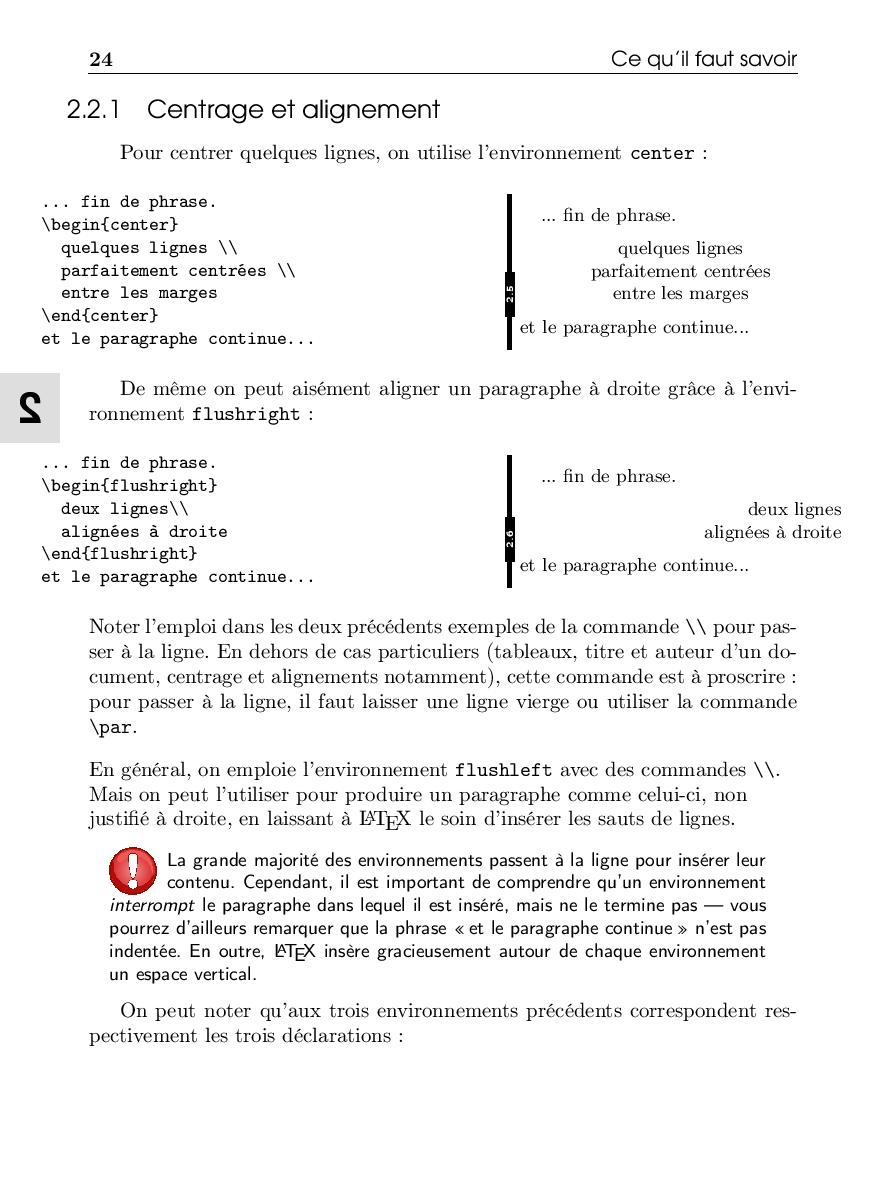 24 Ce qu'il faut savoir
2.2.1 Centrage et alignement
Pour centrer quelques lignes, on utilise l'environnement center :
... fin de phrase.
\begin{center}
quelques lignes \\
parfaitement centrées \\
entre les marges
\end{center}
et le paragraphe continue...
2.5
... fin de phrase.
quelques lignes
parfaitement centrées
entre les marges
et le paragraphe continue...
2
De même on peut aisément aligner un paragraphe à droite grâce à l'envi-
ronnement flushright :
... fin de phrase.
\begin{flushright}
deux lignes\\
alignées à droite
\end{flushright}
et le paragraphe continue...
2.6
... fin de phrase.
deux lignes
alignées à droite
et le paragraphe continue...
Noter l'emploi dans les deux précédents exemples de la commande \\ pour pas-
ser à la ligne. En dehors de cas particuliers (tableaux, titre et auteur d'un do-
cument, centrage et alignements notamment), cette commande est à proscrire :
pour passer à la ligne, il faut laisser une ligne vierge ou utiliser la commande
\par.
En général, on emploie l'environnement flushleft avec des commandes \\.
Mais on peut l'utiliser pour produire un paragraphe comme celui-ci, non
justifié à droite, en laissant à LATEX le soin d'insérer les sauts de lignes.
La grande majorité des environnements passent à la ligne pour insérer leur
contenu. Cependant, il est important de comprendre qu'un environnement
interrompt le paragraphe dans lequel il est inséré, mais ne le termine pas — vous
pourrez d'ailleurs remarquer que la phrase « et le paragraphe continue » n'est pas
indentée. En outre, LATEX insère gracieusement autour de chaque environnement
un espace vertical.
On peut noter qu'aux trois environnements précédents correspondent res-
pectivement les trois déclarations :